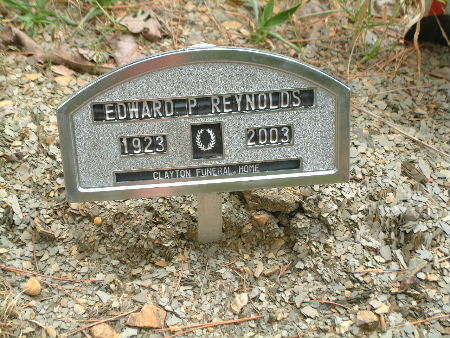 EDWARD P REYNOLDS
1923 2003
CLAYTON FUNERAL HOME